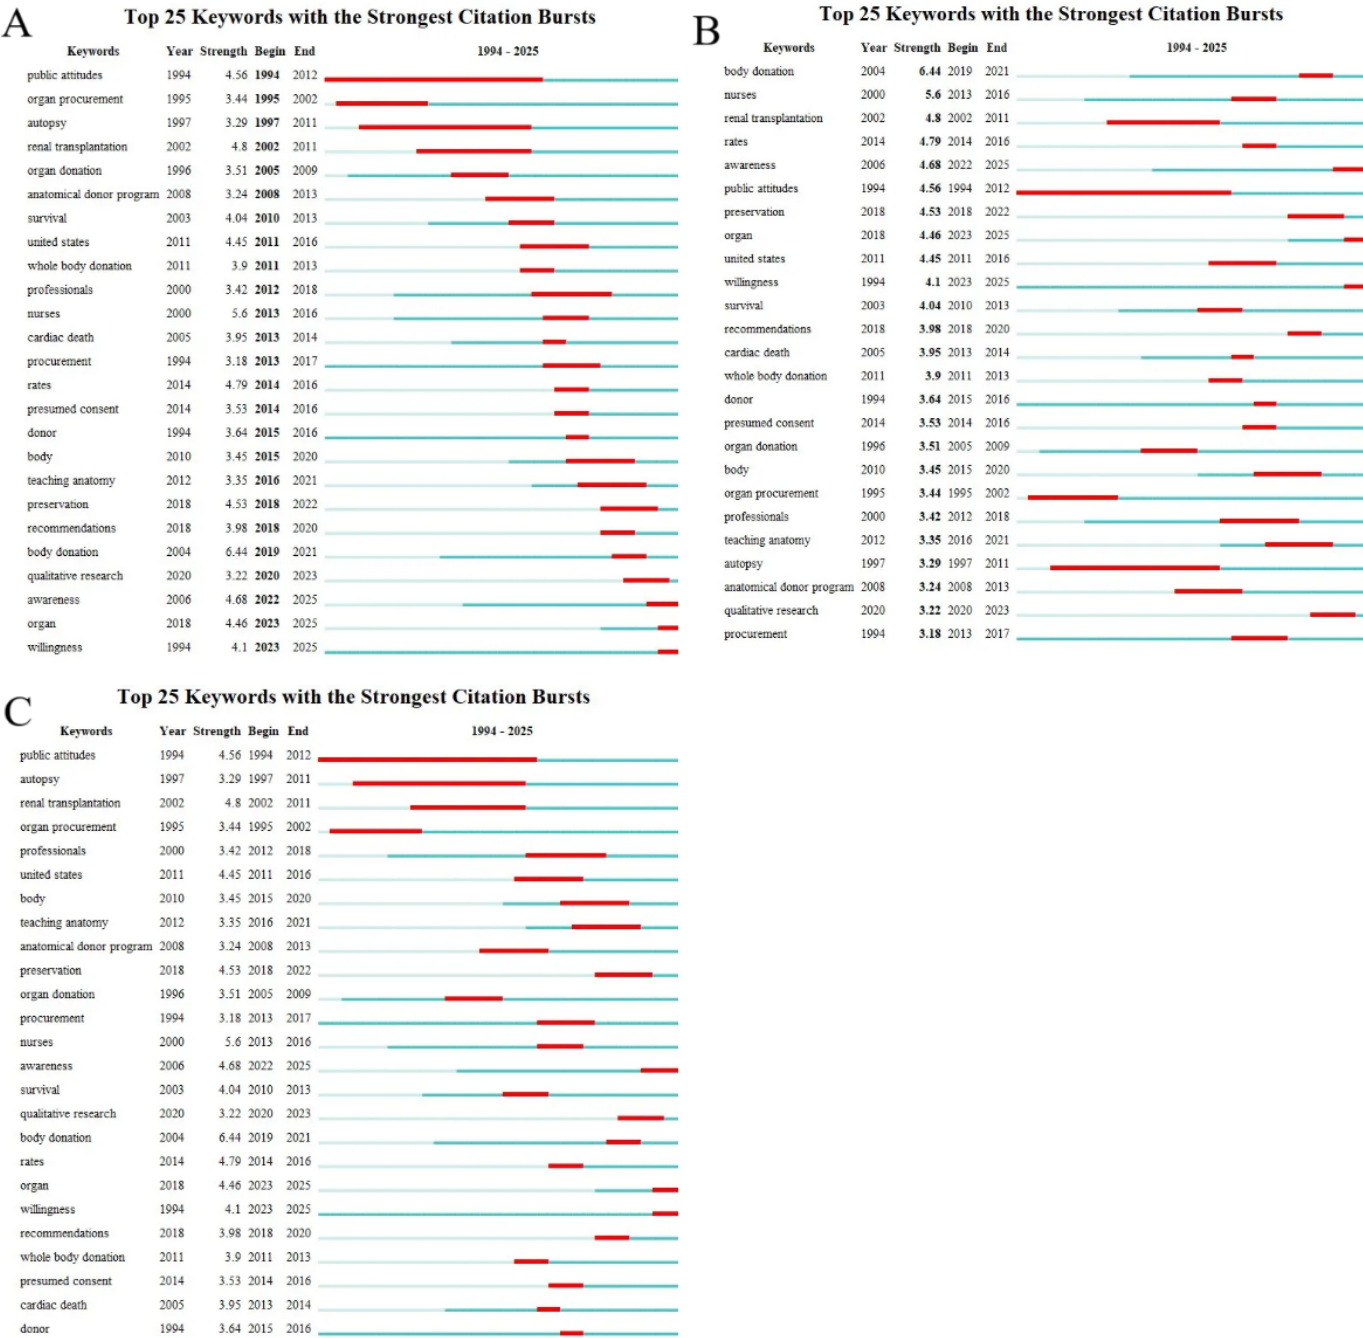 A
Top 25 Keywords with the Strongest Citation Bursts
Keywords Year Strength Begin End 1994 - 2025
public attitudes 1994 4.56 1994 2012
organ procurement 1995 3.44 1995 2002
autopsy 1997 3.29 1997 2011
renal transplantation 2002 4.8 2002 2011
organ donation 1996 3.51 2005 2009
anatomical donor program 2008 3.24 2008 2013
survival 2003 4.04 2010 2013
united states 2011 4.45 2011 2016
whole body donation 2011 3.9 2011 2013
professionals 2000 3.42 2012 2018
nurses 2000 5.6 2013 2016
cardiac death 2005 3.95 2013 2014
procurement 1994 3.18 2013 2017
rates 2014 4.79 2014 2016
presumed consent 2014 3.53 2014 2016
donor 1994 3.64 2015 2016
body 2010 3.45 2015 2020
teaching anatomy 2012 3.35 2016 2021
preservation 2018 4.53 2018 2022
recommendations 2018 3.98 2018 2020
body donation 2004 6.44 2019 2021
qualitative research 2020 3.22 2020 2023
awareness 2006 4.68 2022 2025
organ 2018 4.46 2023 2025
willingness 1994 4.1 2023 2025
B
Top 25 Keywords with the Strongest Citation Bursts
Keywords Year Strength Begin End 1994 - 2025
body donation 2004 6.44 2019 2021
nurses 2000 5.6 2013 2016
renal transplantation 2002 4.8 2002 2011
rates 2014 4.79 2014 2016
awareness 2006 4.68 2022 2025
public attitudes 1994 4.56 1994 2012
preservation 2018 4.53 2018 2022
organ 2018 4.46 2023 2025
united states 2011 4.45 2011 2016
willingness 1994 4.1 2023 2025
survival 2003 4.04 2010 2013
recommendations 2018 3.98 2018 2020
cardiac death 2005 3.95 2013 2014
whole body donation 2011 3.9 2011 2013
donor 1994 3.64 2015 2016
presumed consent 2014 3.53 2014 2016
organ donation 1996 3.51 2005 2009
body 2010 3.45 2015 2020
organ procurement 1995 3.44 1995 2002
professionals 2000 3.42 2012 2018
teaching anatomy 2012 3.35 2016 2021
autopsy 1997 3.29 1997 2011
anatomical donor program 2008 3.24 2008 2013
qualitative research 2020 3.22 2020 2023
procurement 1994 3.18 2013 2017
C
Top 25 Keywords with the Strongest Citation Bursts
Keywords Year Strength Begin End 1994 - 2025
public attitudes 1994 4.56 1994 2012
autopsy 1997 3.29 1997 2011
renal transplantation 2002 4.8 2002 2011
organ procurement 1995 3.44 1995 2002
professionals 2000 3.42 2012 2018
united states 2011 4.45 2011 2016
body 2010 3.45 2015 2020
teaching anatomy 2012 3.35 2016 2021
anatomical donor program 2008 3.24 2008 2013
preservation 2018 4.53 2018 2022
organ donation 1996 3.51 2005 2009
procurement 1994 3.18 2013 2017
nurses 2000 5.6 2013 2016
awareness 2006 4.68 2022 2025
survival 2003 4.04 2010 2013
qualitative research 2020 3.22 2020 2023
body donation 2004 6.44 2019 2021
rates 2014 4.79 2014 2016
organ 2018 4.46 2023 2025
willingness 1994 4.1 2023 2025
recommendations 2018 3.98 2018 2020
whole body donation 2011 3.9 2011 2013
presumed consent 2014 3.53 2014 2016
cardiac death 2005 3.95 2013 2014
donor 1994 3.64 2015 2016